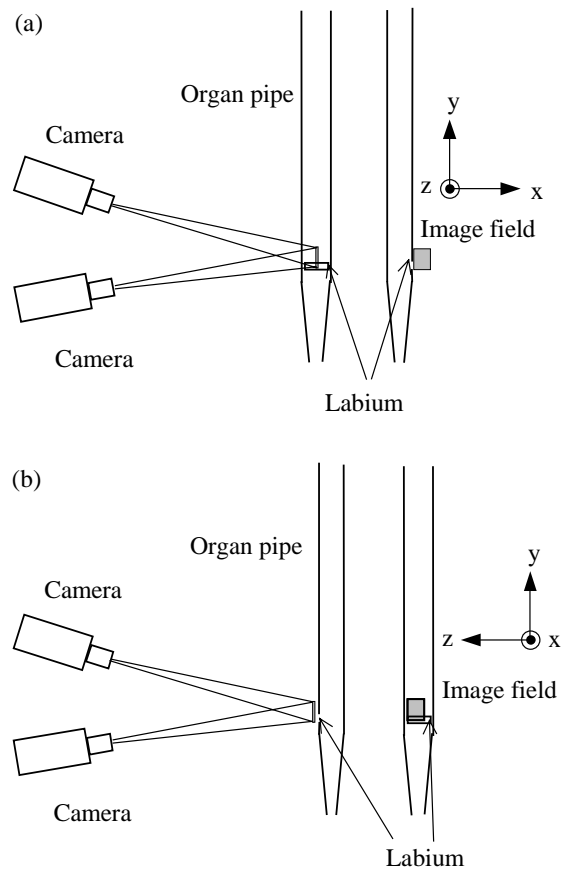 (a)
Organ pipe
Camera
y
z
x
Image field
Camera
Labium
(b)
Organ pipe
Camera
y
z
x
Image field
Camera
Labium